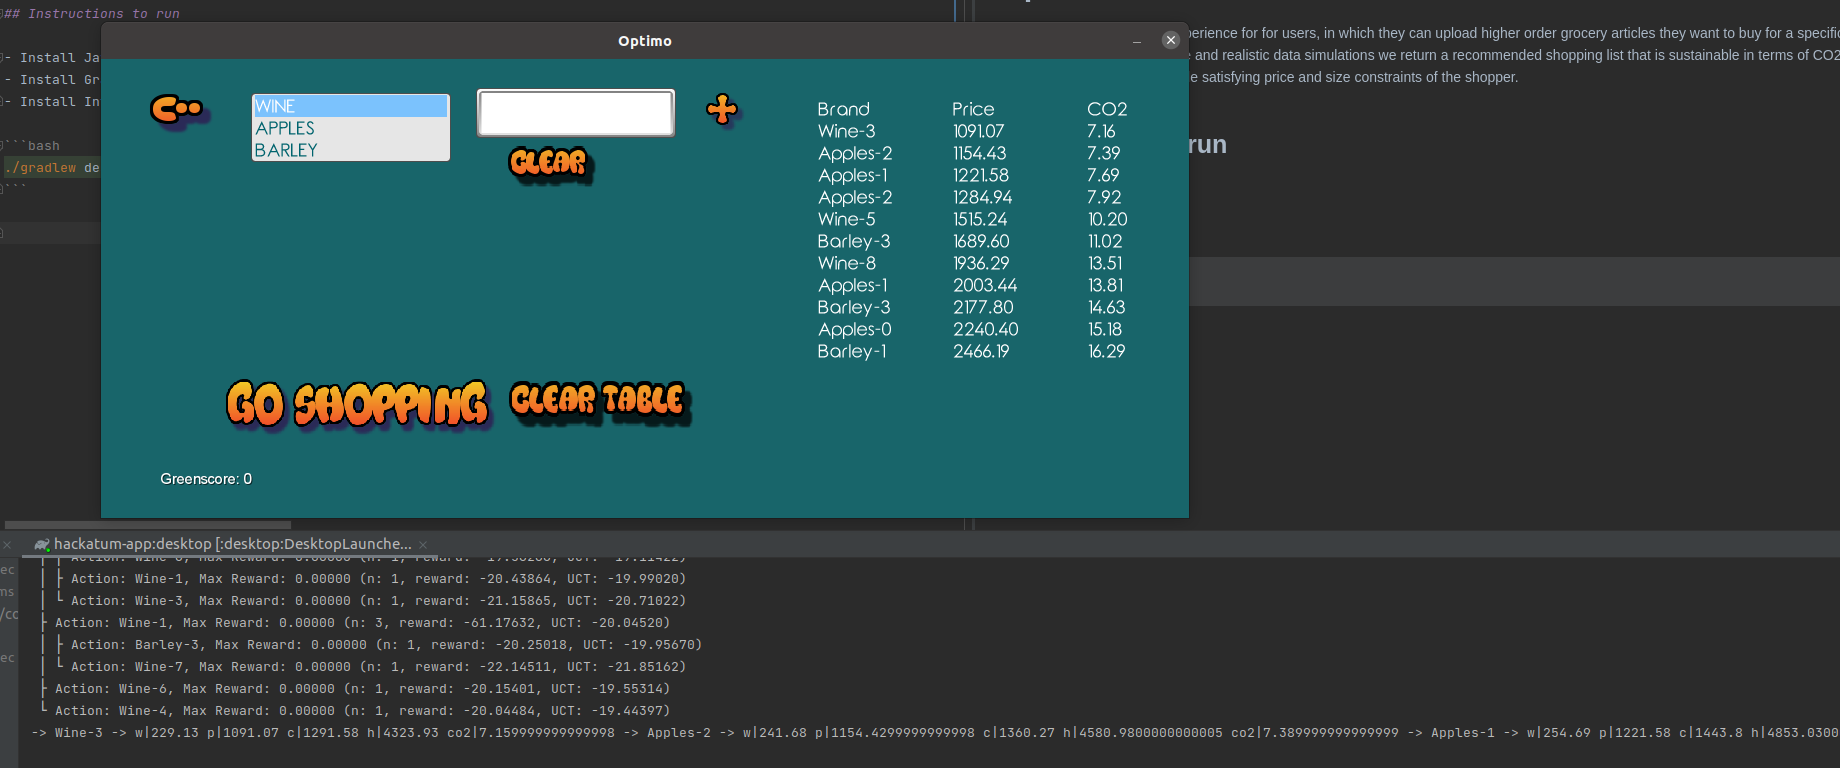 ## Instructions to run
- Install Ja
- Install Gr
- Install In
```bash
./gradlew de
```
Optimo
WINE
APPLES
BARLEY
CLEAR
Brand Price CO2
Wine-3 1091.07 7.16
Apples-2 1154.43 7.39
Apples-1 1221.58 7.69
Apples-2 1284.94 7.92
Wine-5 1515.24 10.20
Barley-3 1689.60 11.02
Wine-8 1936.29 13.51
Apples-1 2003.44 13.81
Barley-3 2177.80 14.63
Apples-0 2240.40 15.18
Barley-1 2466.19 16.29
GO SHOPPING
CLEAR TABLE
Greenscore: 0
perience for for users, in which they can upload higher order grocery articles they want to buy for a specifi
and realistic data simulations we return a recommended shopping list that is sustainable in terms of CO2
e satisfying price and size constraints of the shopper.
run
hackatum-app:desktop [:desktop:DesktopLaunche...
ec
ms
/co
ec
├ Action: Wine-1, Max Reward: 0.00000 (n: 1, reward: -20.43864, UCT: -19.99020)
└ Action: Wine-3, Max Reward: 0.00000 (n: 1, reward: -21.15865, UCT: -20.71022)
├ Action: Wine-1, Max Reward: 0.00000 (n: 3, reward: -61.17632, UCT: -20.04520)
├ Action: Barley-3, Max Reward: 0.00000 (n: 1, reward: -20.25018, UCT: -19.95670)
└ Action: Wine-7, Max Reward: 0.00000 (n: 1, reward: -22.14511, UCT: -21.85162)
├ Action: Wine-6, Max Reward: 0.00000 (n: 1, reward: -20.15401, UCT: -19.55314)
└ Action: Wine-4, Max Reward: 0.00000 (n: 1, reward: -20.04484, UCT: -19.44397)
-> Wine-3 -> w|229.13 p|1091.07 c|1291.58 h|4323.93 co2|7.159999999999998 -> Apples-2 -> w|241.68 p|1154.4299999999998 c|1360.27 h|4580.9800000000005 co2|7.389999999999999 -> Apples-1 -> w|254.69 p|1221.58 c|1443.8 h|4853.0300